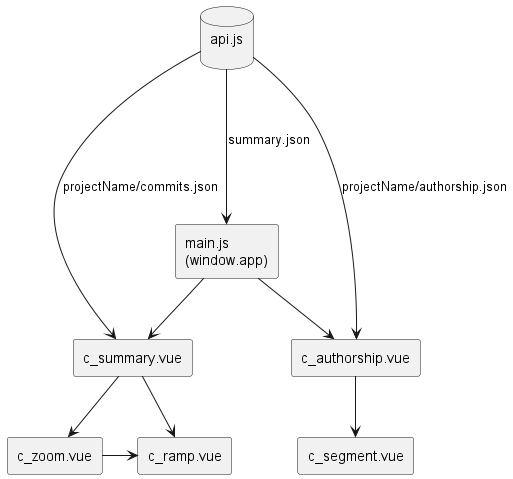 api.js
summary.json
projectName/commits.json
projectName/authorship.json
main.js
(window.app)
c_summary.vue
c_authorship.vue
c_zoom.vue
c_ramp.vue
c_segment.vue